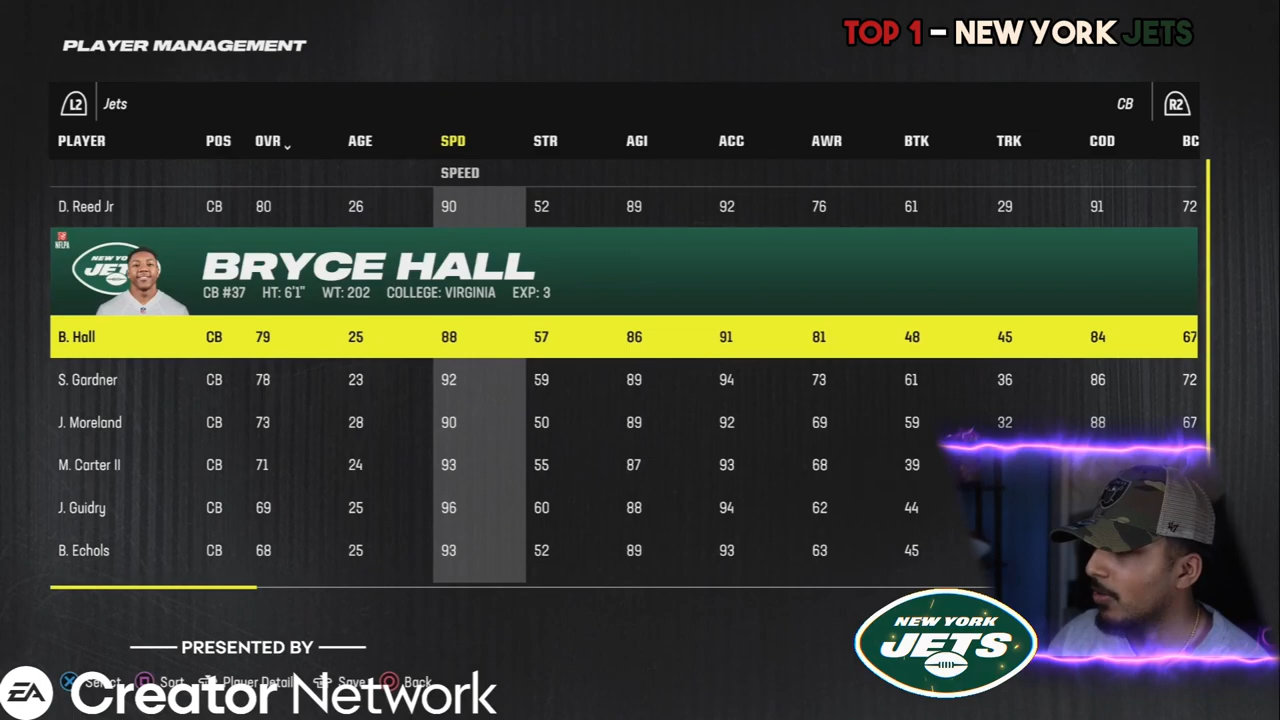 PLAYER MANAGEMENT
TOP 1 - NEW YORK JETS
L2 Jets CB R2
PLAYER POS OVR AGE SPD STR AGI ACC AWR BTK TRK COD BC
SPEED
D. Reed Jr CB 80 26 90 52 89 92 76 61 29 91 72
NFLPA
NEW YO
JET
BRYCE HALL
CB #37 HT: 6'1" WT: 202 COLLEGE: VIRGINIA EXP: 3
B. Hall CB 79 25 88 57 86 91 81 48 45 84 67
S. Gardner CB 78 23 92 59 89 94 73 61 36 86 72
J. Moreland CB 73 28 90 50 89 92 69 59 32 88 67
M. Carter II CB 71 24 93 55 87 93 68 39
J. Guidry CB 69 25 96 60 88 94 62 44
B. Echols CB 68 25 93 52 89 93 63 45
NEW YORK
JETS
PRESENTED BY
Select Sort Player Detail Save Back
EA Creator Network